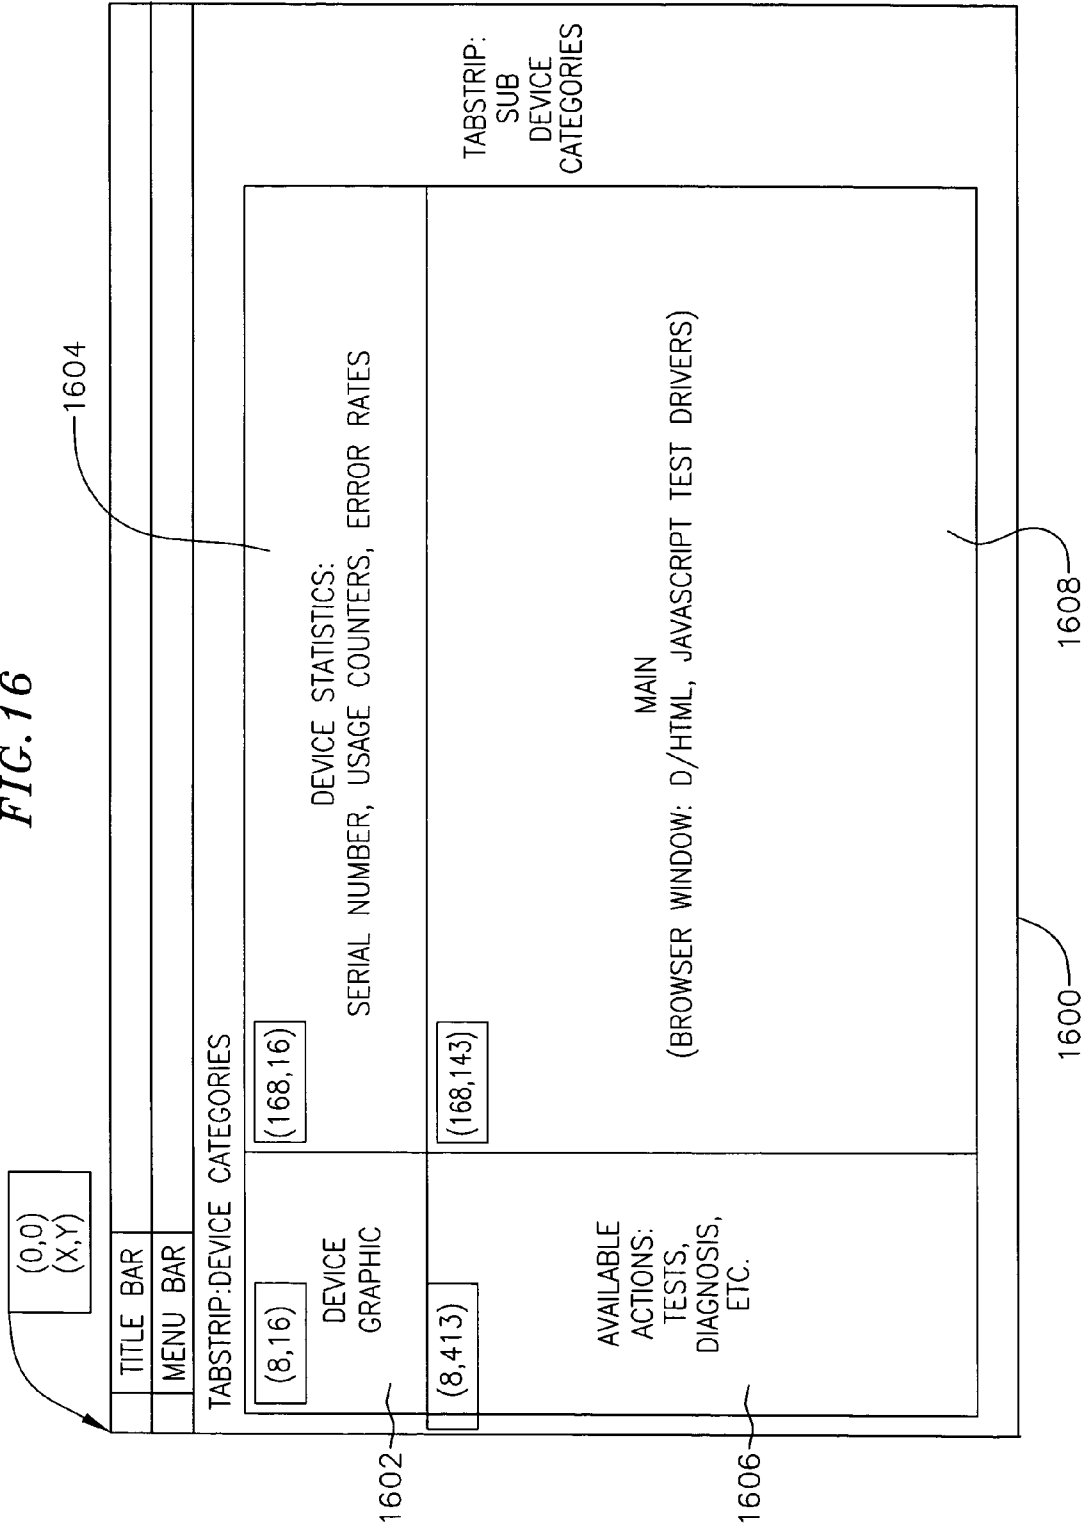 FIG. 16
(0,0)
(X,Y)
TITLE BAR
MENU BAR
TABSTRIP:DEVICE CATEGORIES
1604
(8,16)
DEVICE
GRAPHIC
1602
(168,16)
DEVICE STATISTICS:
SERIAL NUMBER, USAGE COUNTERS, ERROR RATES
TABSTRIP:
SUB
DEVICE
CATEGORIES
(8,413)
AVAILABLE
ACTIONS:
TESTS,
DIAGNOSIS,
ETC.
1606
(168,143)
MAIN
(BROWSER WINDOW: D/HTML, JAVASCRIPT TEST DRIVERS)
1600
1608